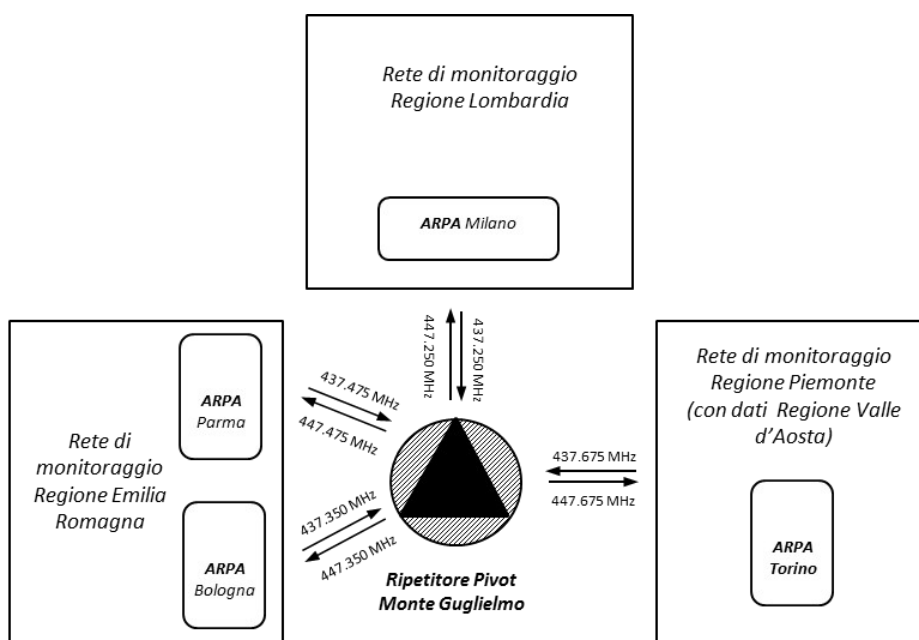 Rete di monitoraggio
Regione Lombardia
ARPA Milano
447.250 MHz
437.250 MHz
Rete di
monitoraggio
Regione Emilia
Romagna
ARPA
Parma
ARPA
Bologna
437.475 MHz
447.475 MHz
437.350 MHz
447.350 MHz
Ripetitore Pivot
Monte Guglielmo
437.675 MHz
447.675 MHz
Rete di monitoraggio
Regione Piemonte
(con dati Regione Valle
d'Aosta)
ARPA
Torino